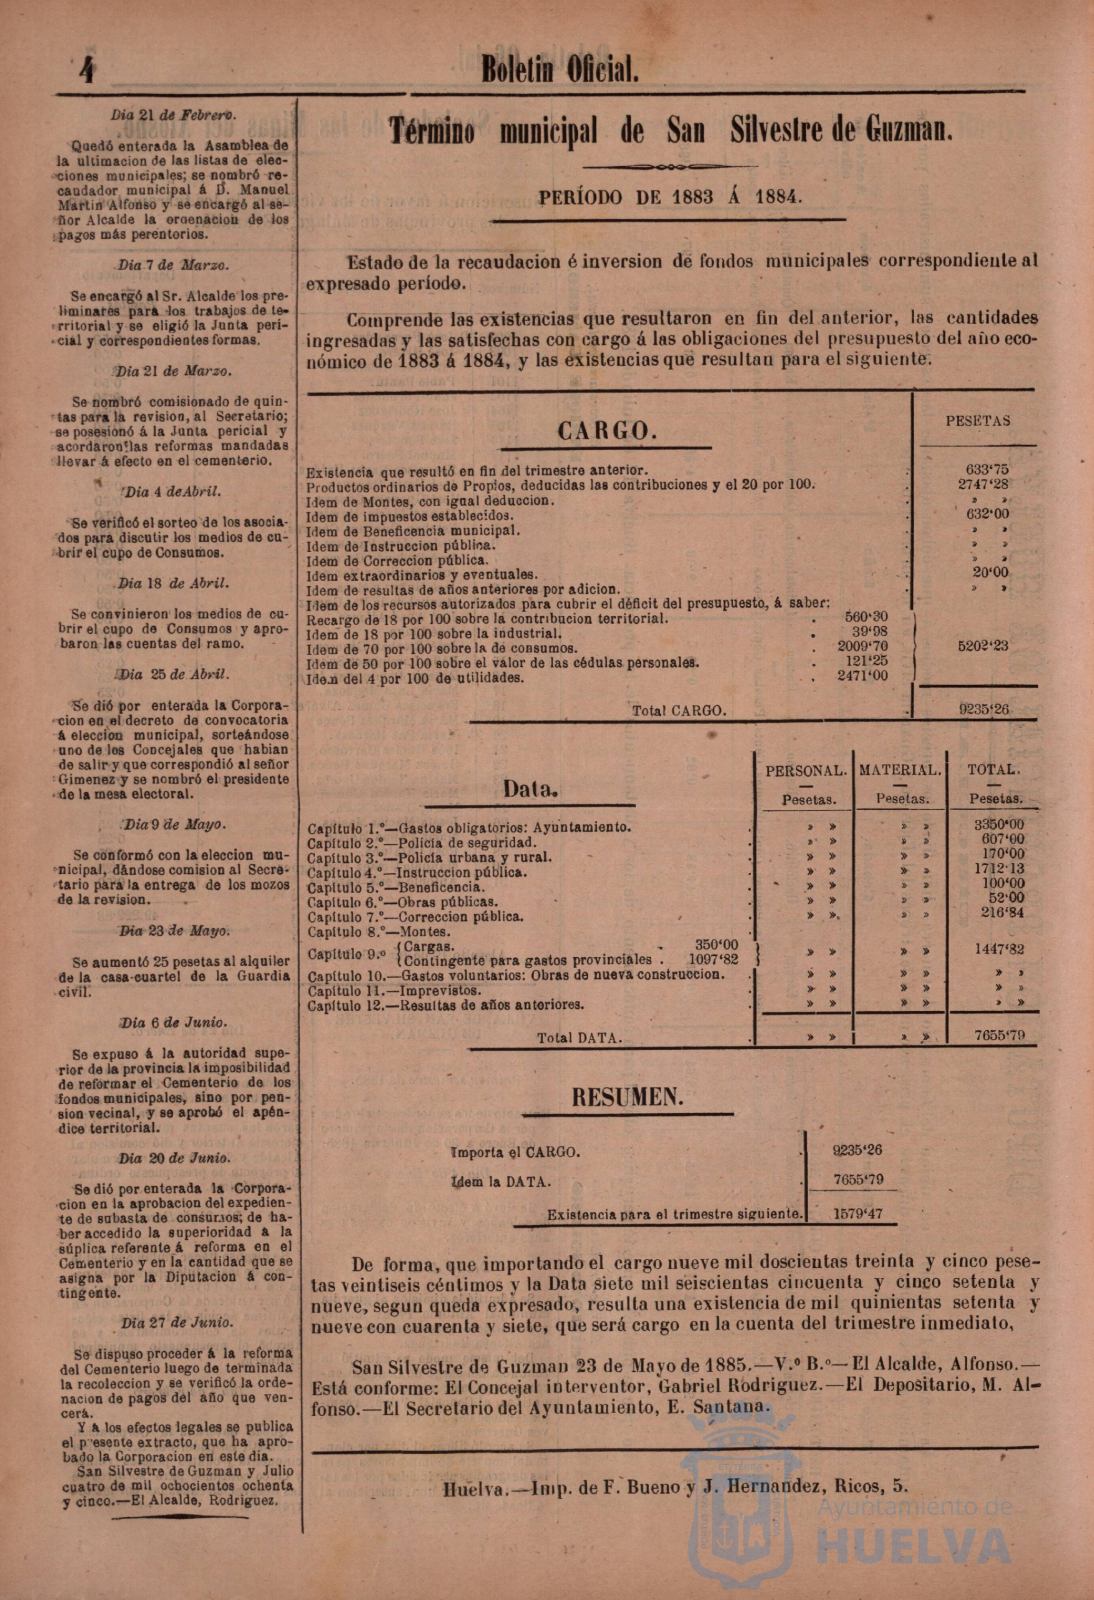 4
Boletin Oficial.
Dia 21 de Febrero.
Quedó enterada la Asamblea de
la ultimacion de las listas de elec-
ciones municipales; se nombró re-
caudador municipal á D. Manuel
Martin Alfonso y se encargó al se-
ñor Alcalde la ordenacion de los
pagos más perentorios.
Dia 7 de Marzo.
Se encargó al Sr. Alcalde los pre-
liminares para los trabajos de te-
rritorial y se eligió la Junta peri-
cial y correspondientes formas.
Dia 21 de Marzo.
Se nombró comisionado de quin-
tas para la revision, al Secretario;
se posesionó á la Junta pericial y
acordaron las reformas mandadas
llevar á efecto en el cementerio.
Dia 4 de Abril.
Se verificó el sorteo de los asocia-
dos para discutir los medios de cu-
brir el cupo de Consumos.
Dia 18 de Abril.
Se convinieron los medios de cu-
brir el cupo de Consumos y apro-
baron las cuentas del ramo.
Dia 25 de Abril.
Se dió por enterada la Corpora-
cion en el decreto de convocatoria
á eleccion municipal, sorteándose
uno de los Concejales que habian
de salir y que correspondió al señor
Gimenez y se nombró el presidente
de la mesa electoral.
Dia 9 de Mayo.
Se conformó con la eleccion mu-
nicipal, dándose comision al Secre-
tario para la entrega de los mozos
de la revision.
Dia 23 de Mayo.
Se aumentó 25 pesetas al alquiler
de la casa-cuartel de la Guardia
civil.
Dia 6 de Junio.
Se expuso á la autoridad supe-
rior de la provincia la imposibilidad
de reformar el Cementerio de los
fondos municipales, sino por pen-
sion vecinal, y se aprobó el apén-
dice territorial.
Dia 20 de Junio.
Se dió por enterada la Corpora-
cion en la aprobacion del expedien-
te de subasta de consumos; de ha-
ber accedido la superioridad á la
súplica referente á reforma en el
Cementerio y en la cantidad que se
asigna por la Diputacion á con-
tingente.
Dia 27 de Junio.
Se dispuso proceder á la reforma
del Cementerio luego de terminada
la recoleccion y se verificó la orde-
nacion de pagos del año que ven-
cerá.
Y á los efectos legales se publica
el presente extracto, que ha apro-
bado la Corporacion en este dia.
San Silvestre de Guzman y Julio
cuatro de mil ochocientos ochenta
y cinco.—El Alcalde, Rodriguez.
Término municipal de San Silvestre de Guzman.
PERÍODO DE 1883 Á 1884.
Estado de la recaudacion é inversion de fondos municipales correspondiente al
expresado período.
Comprende las existencias que resultaron en fin del anterior, las cantidades
ingresadas y las satisfechas con cargo á las obligaciones del presupuesto del año eco-
nómico de 1883 á 1884, y las existencias que resultan para el siguiente.
CARGO. PESETAS
Existencia que resultó en fin del trimestre anterior. 633'75
Productos ordinarios de Propios, deducidas las contribuciones y el 20 por 100. 2747'28
Idem de Montes, con igual deduccion. » »
Idem de impuestos establecidos. 632'00
Idem de Beneficencia municipal. » »
Idem de Instruccion pública. » »
Idem de Correccion pública. » »
Idem extraordinarios y eventuales. 20'00
Idem de resultas de años anteriores por adicion. » »
Idem de los recursos autorizados para cubrir el déficit del presupuesto, á saber:
Recargo de 18 por 100 sobre la contribucion territorial. . 560'30
Idem de 18 por 100 sobre la industrial. . 39'98
Idem de 70 por 100 sobre la de consumos. . 2009'70 5202'23
Idem de 50 por 100 sobre el valor de las cédulas personales. . 121'25
Idem del 4 por 100 de utilidades. . 2471'00
Total CARGO. 9235'26
Data. PERSONAL. MATERIAL. TOTAL.
Pesetas. Pesetas. Pesetas.
Capítulo 1.º—Gastos obligatorios: Ayuntamiento. » » » » 3350'00
Capítulo 2.º—Policía de seguridad. » » » » 607'00
Capítulo 3.º—Policía urbana y rural. » » » » 170'00
Capítulo 4.º—Instruccion pública. » » » » 1712'13
Capítulo 5.º—Beneficencia. » » » » 100'00
Capítulo 6.º—Obras públicas. » » » » 52'00
Capítulo 7.º—Correccion pública. » » » » 216'84
Capítulo 8.º—Montes.
Capítulo 9.º {Cargas. . 350'00
{Contingente para gastos provinciales . 1097'82 } » » » » 1447'82
Capítulo 10.—Gastos voluntarios: Obras de nueva construccion. » » » » » »
Capítulo 11.—Imprevistos. » » » » » »
Capítulo 12.—Resultas de años anteriores. » » » » » »
Total DATA. » » » » 7655'79
RESUMEN.
Importa el CARGO. 9235'26
Idem la DATA. 7655'79
Existencia para el trimestre siguiente. 1579'47
De forma, que importando el cargo nueve mil doscientas treinta y cinco pese-
tas veintiseis céntimos y la Data siete mil seiscientas cincuenta y cinco setenta y
nueve, segun queda expresado, resulta una existencia de mil quinientas setenta y
nueve con cuarenta y siete, que será cargo en la cuenta del trimestre inmediato,
San Silvestre de Guzman 23 de Mayo de 1885.—V.º B.º—El Alcalde, Alfonso.—
Está conforme: El Concejal interventor, Gabriel Rodriguez.—El Depositario, M. Al-
fonso.—El Secretario del Ayuntamiento, E. Santana.
Huelva.—Imp. de F. Bueno y J. Hernandez, Ricos, 5.
Ayuntamiento de
HUELVA